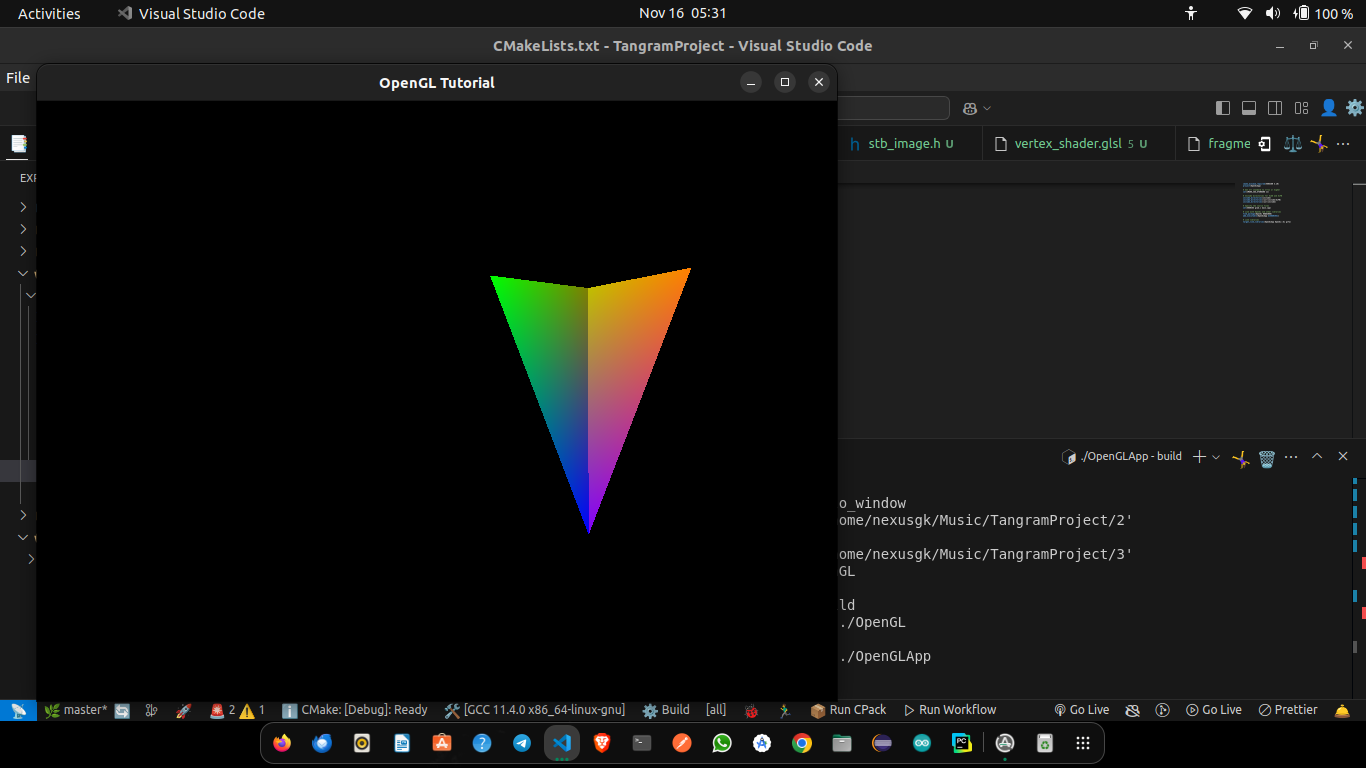 Activities
Visual Studio Code
Nov 16 05:31
100 %
CMakeLists.txt - TangramProject - Visual Studio Code
File
OpenGL Tutorial
stb_image.h U
vertex_shader.glsl 5 U
fragme
EXP
./OpenGLApp - build
o_window
ome/nexusgk/Music/TangramProject/2'
ome/nexusgk/Music/TangramProject/3'
GL
ld
./OpenGL
./OpenGLApp
master*
2
1
CMake: [Debug]: Ready
[GCC 11.4.0 x86_64-linux-gnu]
Build
[all]
Run CPack
Run Workflow
Go Live
Go Live
Prettier